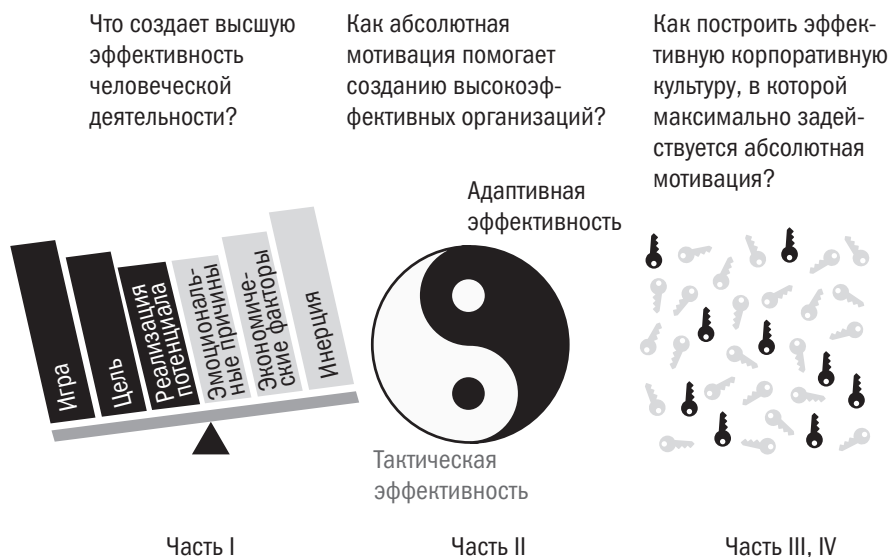 Что создает высшую
эффективность
человеческой
деятельности?
Как абсолютная
мотивация помогает
созданию высокоэф-
фективных организаций?
Как построить эффек-
тивную корпоративную
культуру, в которой
максимально задей-
ствуется абсолютная
мотивация?
Игра
Цель
Реализация
потенциала
Эмоциональ-
ные причины
Экономиче-
ские факторы
Инерция
Адаптивная
эффективность
Тактическая
эффективность
Часть I
Часть II
Часть III, IV